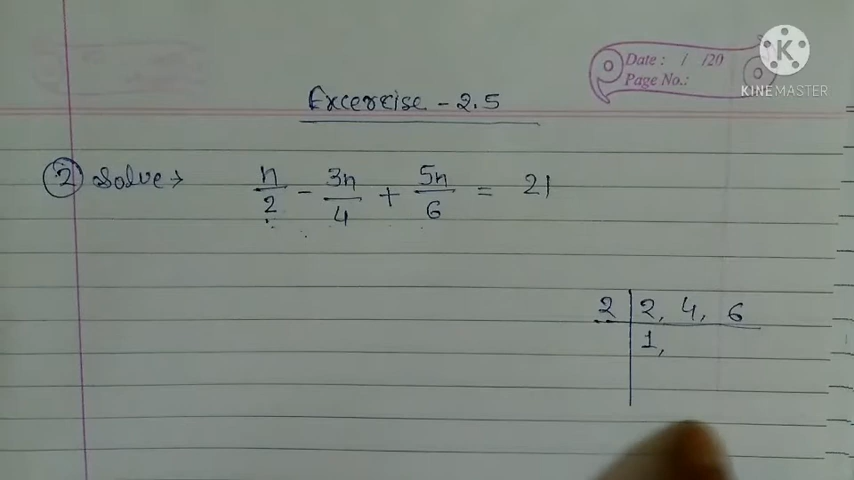 Date: / /20
Page No.:
KINEMASTER
Excercise - 2.5
2 Solve → n/2 - 3n/4 + 5n/6 = 21
2 | 2, 4, 6
1,